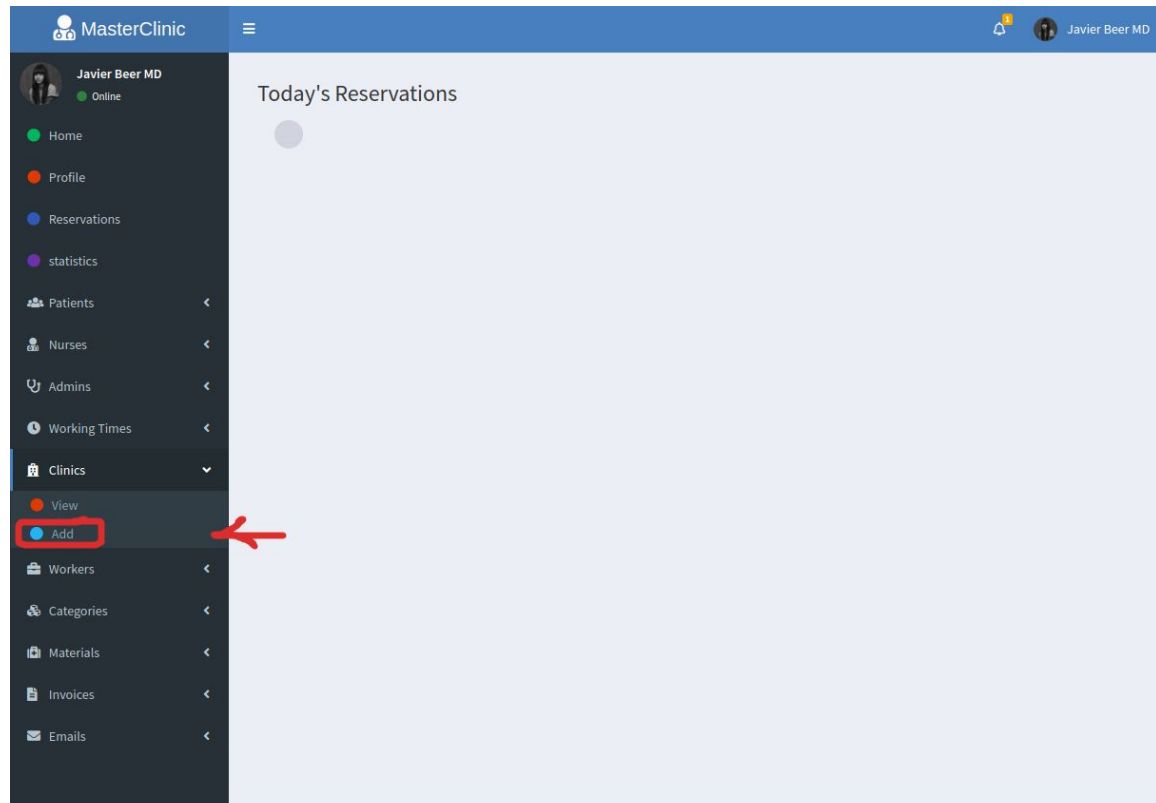 MasterClinic
1
Javier Beer MD
Javier Beer MD
Online
Today's Reservations
Home
Profile
Reservations
statistics
Patients
Nurses
Admins
Working Times
Clinics
View
Add
Workers
Categories
Materials
Invoices
Emails